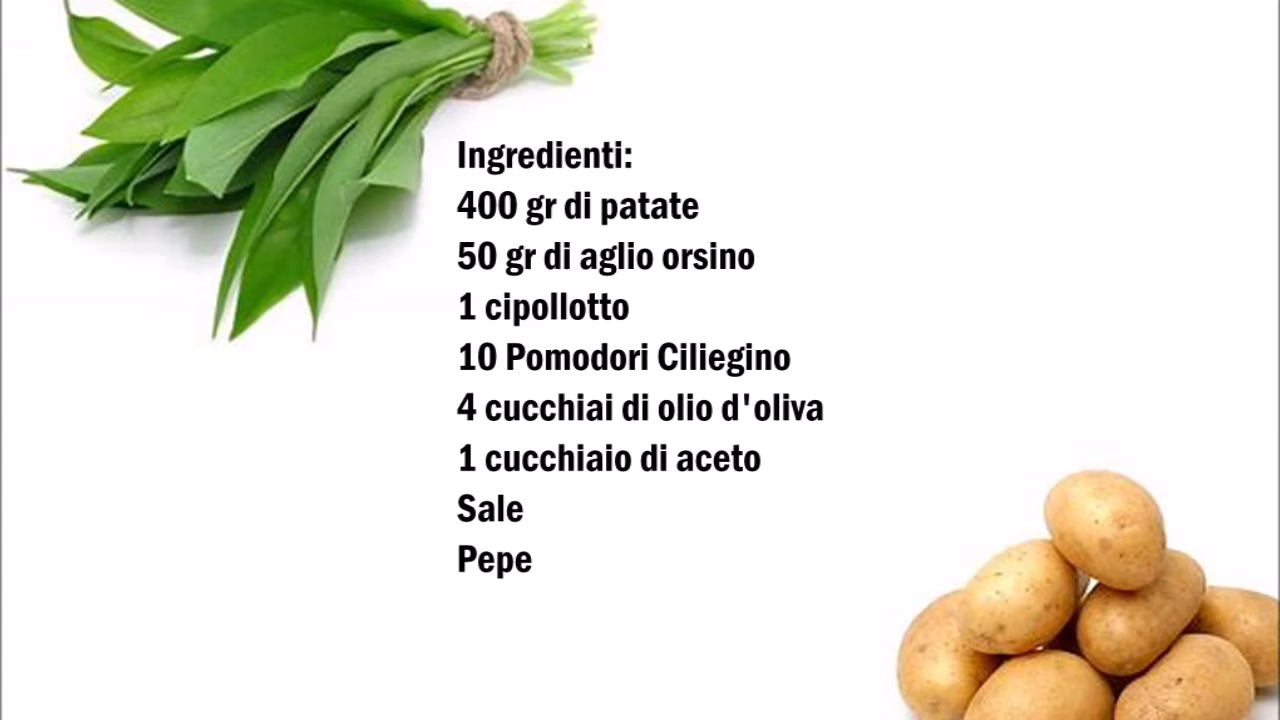 Ingredienti:
400 gr di patate
50 gr di aglio orsino
1 cipollotto
10 Pomodori Ciliegino
4 cucchiai di olio d'oliva
1 cucchiaio di aceto
Sale
Pepe